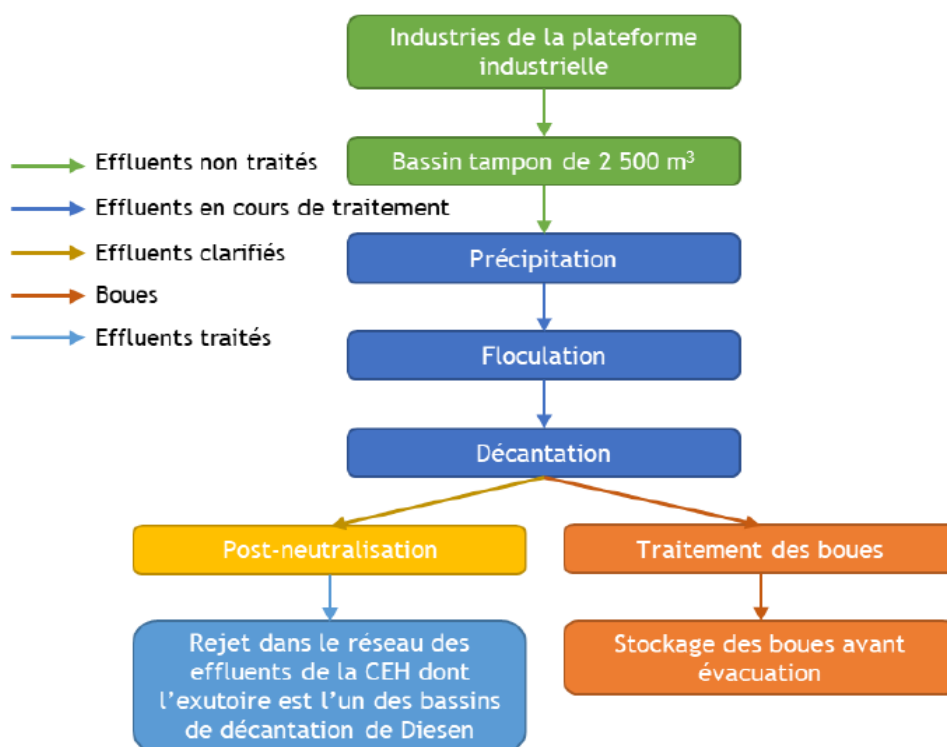 Industries de la plateforme
industrielle
Effluents non traités
Bassin tampon de 2 500 m³
Effluents en cours de traitement
Effluents clarifiés
Précipitation
Boues
Effluents traités
Floculation
Décantation
Post-neutralisation
Traitement des boues
Rejet dans le réseau des
effluents de la CEH dont
l'exutoire est l'un des bassins
de décantation de Diesen
Stockage des boues avant
évacuation